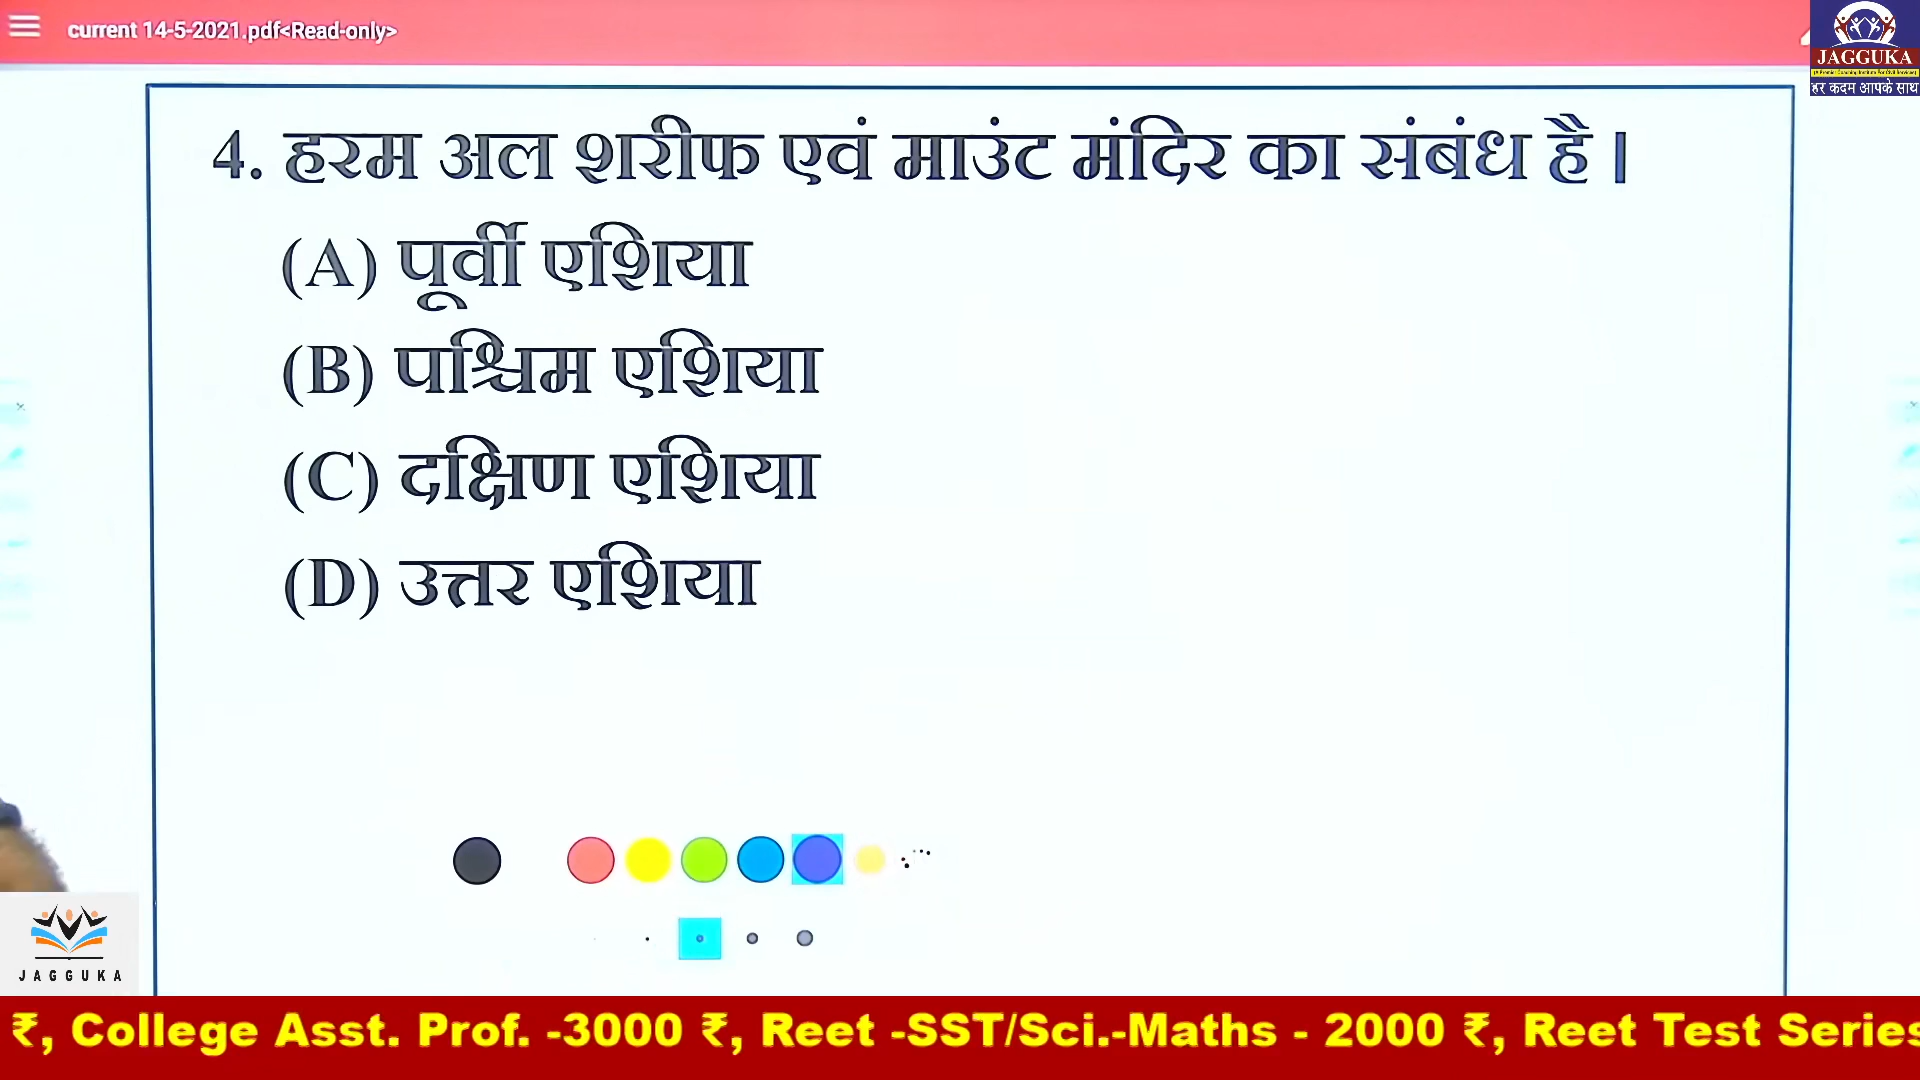 current 14-5-2021.pdf<Read-only>
JAGGUKA
हर कदम आपके साथ
4. हरम अल शरीफ एवं माउंट मंदिर का संबंध है।
(A) पूर्वी एशिया
(B) पश्चिम एशिया
(C) दक्षिण एशिया
(D) उत्तर एशिया
JAGGUKA
₹, College Asst. Prof. -3000 ₹, Reet -SST/Sci.-Maths - 2000 ₹, Reet Test Series